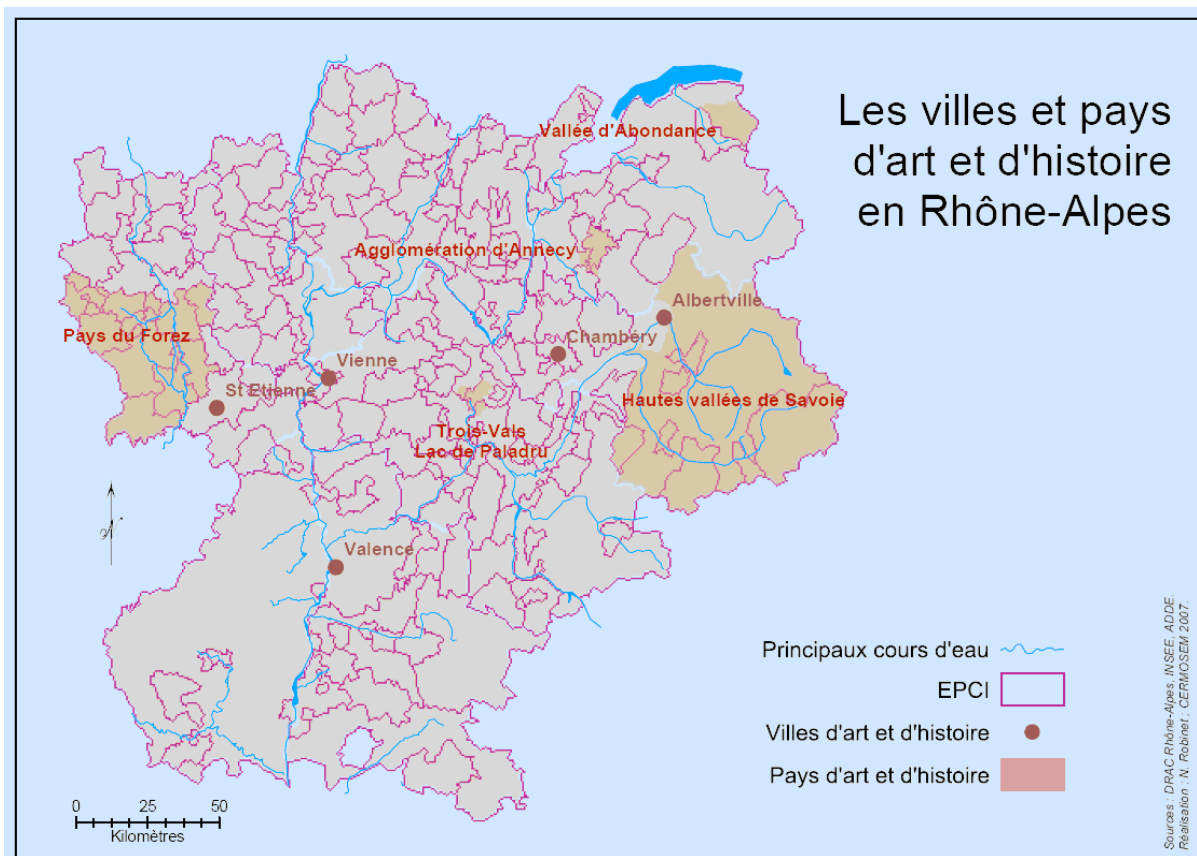 Les villes et pays
d'art et d'histoire
en Rhône-Alpes
Vallée d'Abondance
Agglomération d'Annecy
Albertville
Pays du Forez
Chambéry
Vienne
St Etienne
Hautes vallées de Savoie
Trois-Vals
Lac de Paladru
N
Valence
Principaux cours d'eau
EPCI
Villes d'art et d'histoire
Pays d'art et d'histoire
0 25 50
Kilomètres
Sources : DRAC Rhône-Alpes, INSEE, ADDE.
Réalisation : N. Robinet ; CERMOSEM 2007.